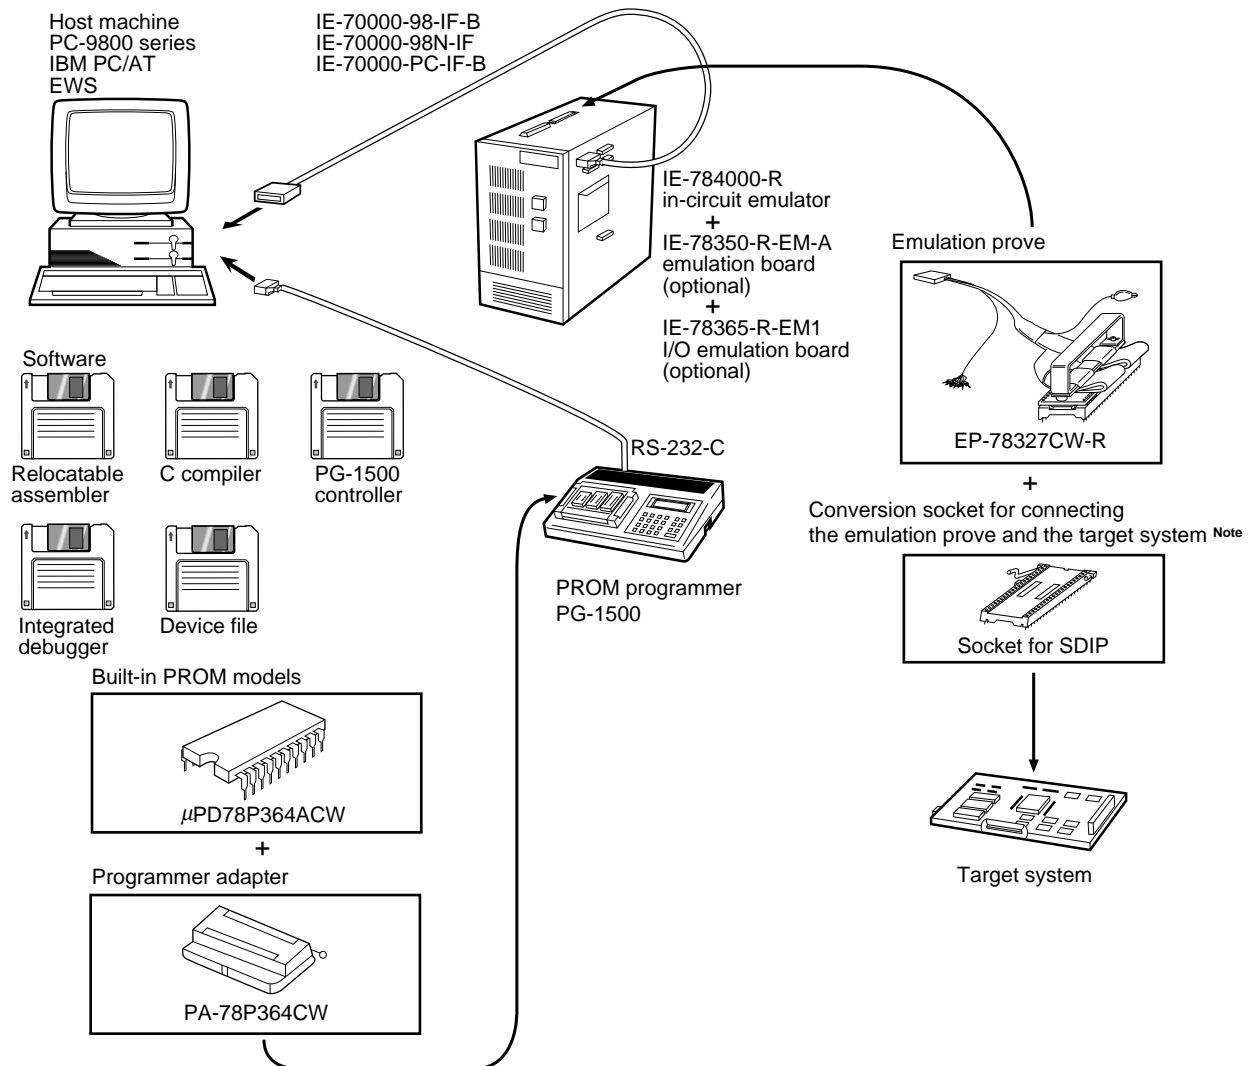 Host machine
PC-9800 series
IBM PC/AT
EWS
IE-70000-98-IF-B
IE-70000-98N-IF
IE-70000-PC-IF-B
IE-784000-R
in-circuit emulator
+
IE-78350-R-EM-A
emulation board
(optional)
+
IE-78365-R-EM1
I/O emulation board
(optional)
Emulation prove
EP-78327CW-R
+
Conversion socket for connecting
the emulation prove and the target system Note
Socket for SDIP
Target system
Software
Relocatable
assembler
C compiler
PG-1500
controller
Integrated
debugger
Device file
RS-232-C
PROM programmer
PG-1500
Built-in PROM models
μPD78P364ACW
+
Programmer adapter
PA-78P364CW